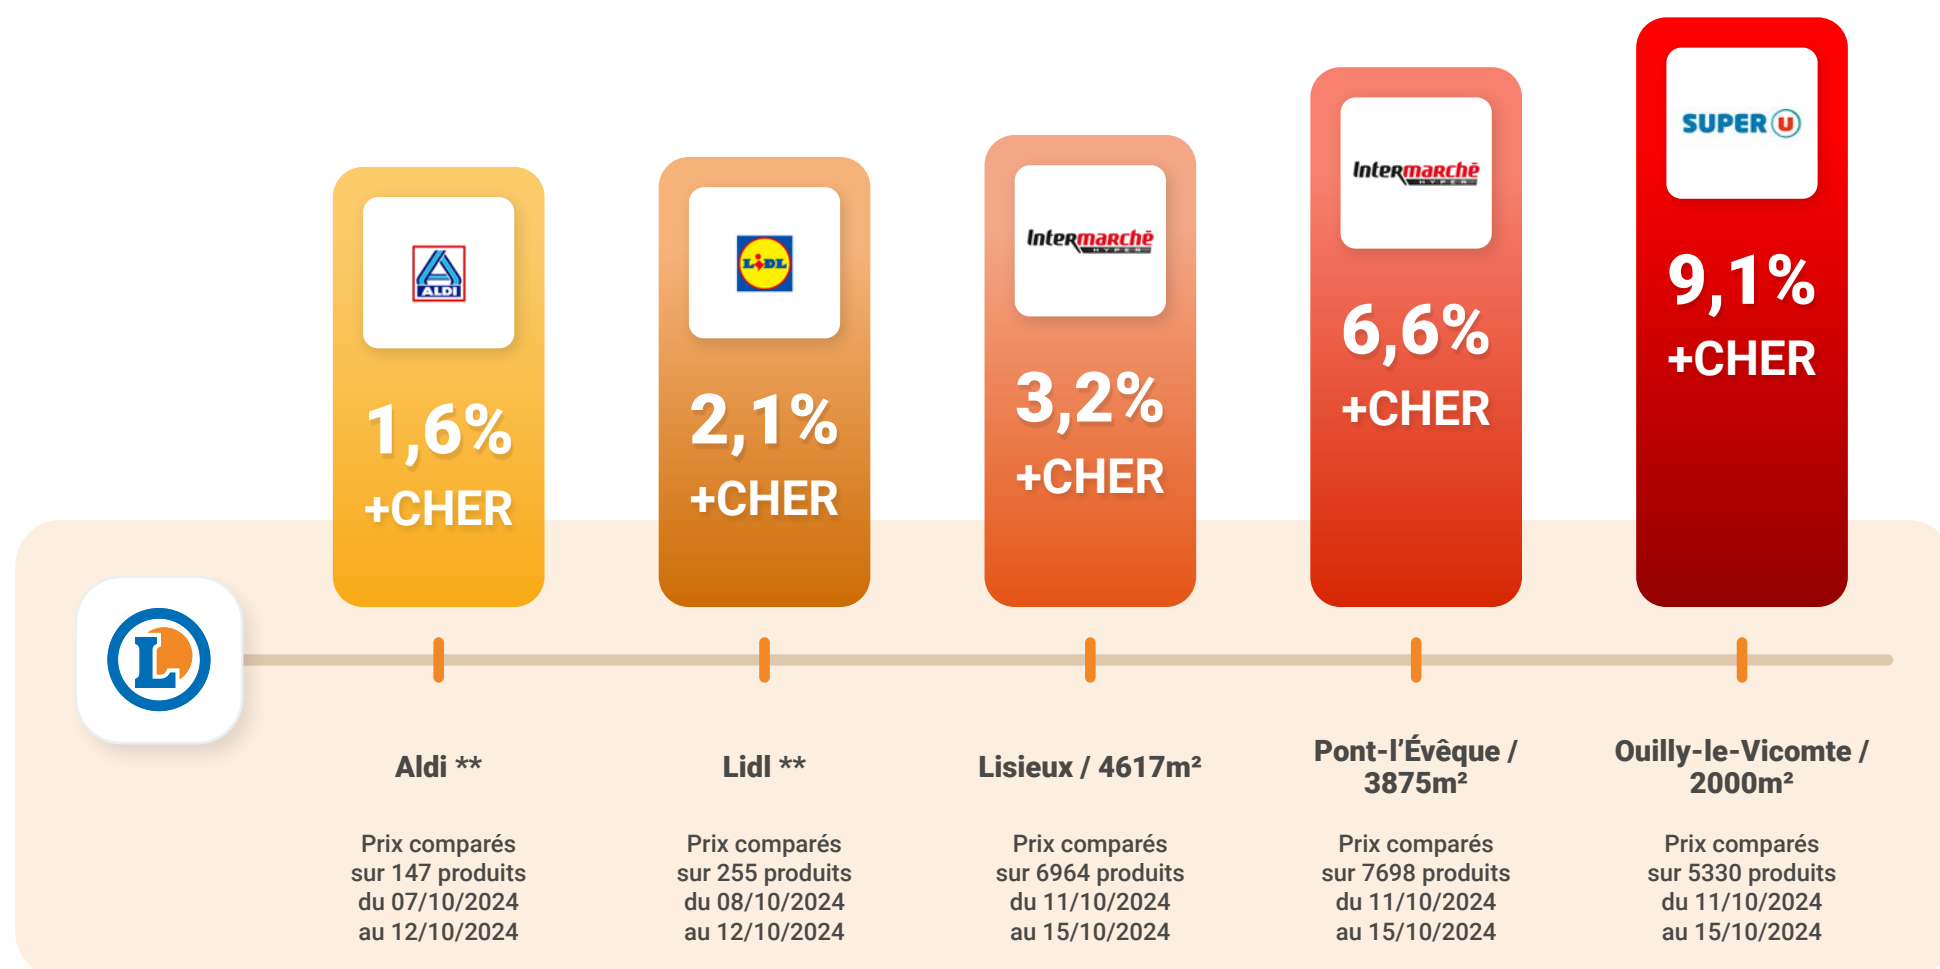 ALDI
1,6%
+CHER
LIDL
2,1%
+CHER
Intermarchē
HYPER
3,2%
+CHER
Intermarchē
HYPER
6,6%
+CHER
SUPER U
9,1%
+CHER
L
Aldi **
Prix comparés
sur 147 produits
du 07/10/2024
au 12/10/2024
Lidl **
Prix comparés
sur 255 produits
du 08/10/2024
au 12/10/2024
Lisieux / 4617m²
Prix comparés
sur 6964 produits
du 11/10/2024
au 15/10/2024
Pont-l’Évêque /
3875m²
Prix comparés
sur 7698 produits
du 11/10/2024
au 15/10/2024
Ouilly-le-Vicomte /
2000m²
Prix comparés
sur 5330 produits
du 11/10/2024
au 15/10/2024